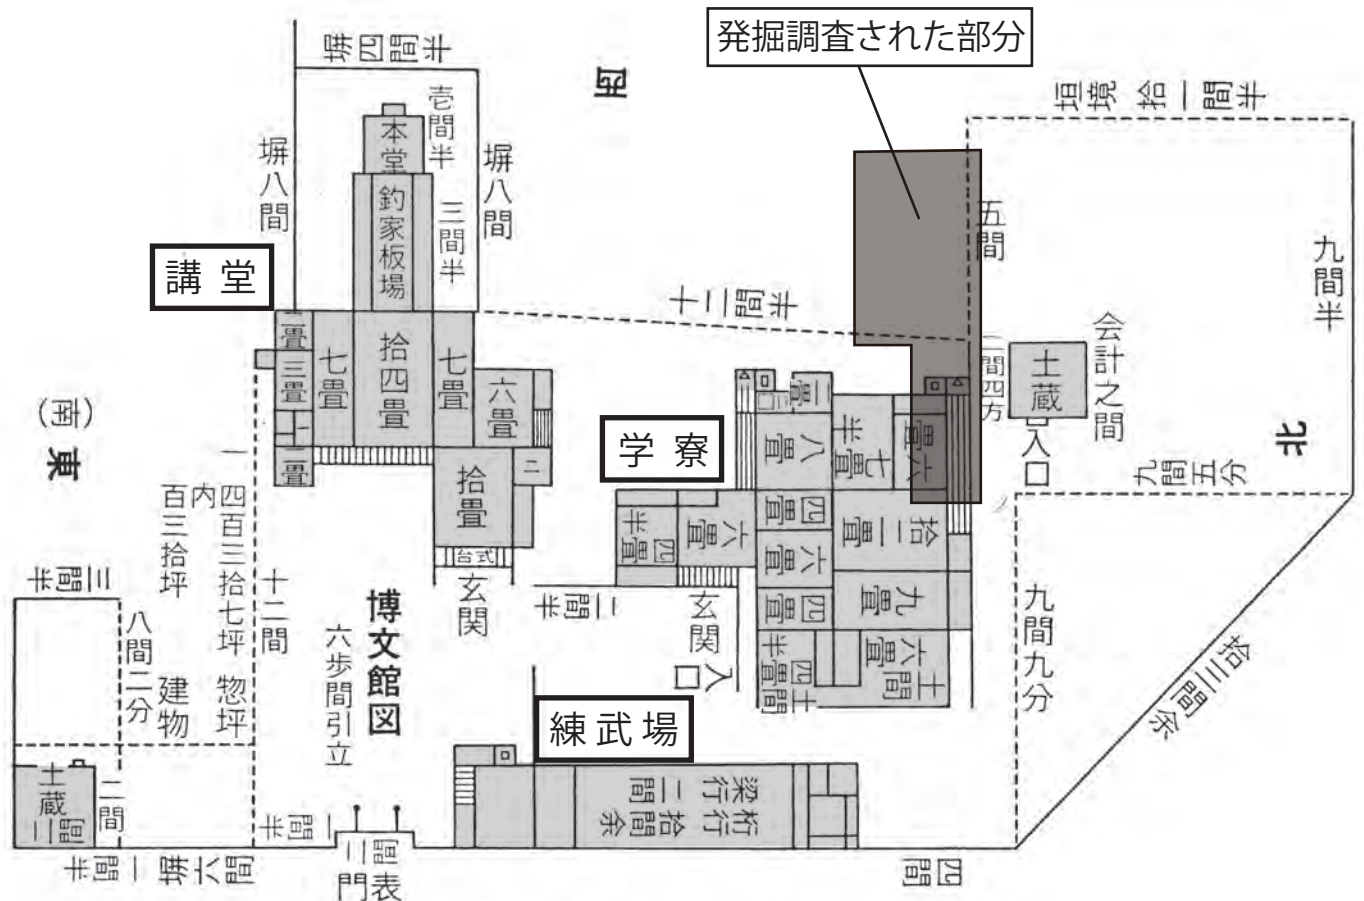 発掘調査された部分
塀四間半
西
垣境 拾一間半
壱間半
本堂
塀八間
塀八間
釣家板場
三間半
五間
九間半
講堂
十二間半
会計之間
二間四方
土蔵
入口
二畳
三畳
七畳
拾四畳
七畳
六畳
二畳
拾畳
台式
玄関
(南)
東
北
九間五分
学寮
二畳
八畳
七畳半
六畳
四畳半
六畳
四畳
六畳
四畳
拾二畳
九畳
四畳半
土間
六畳
土間
玄関
入口
二間半
一 四百三拾七坪 惣坪
内
百三拾坪 建物
十二間
博文館図
六歩間引立
三間半
八間二分
九間九分
拾三間余
練武場
桁行拾間余
梁行二間
土蔵
二間
二間
一間半
二間
表門
塀六間
二間半
四間